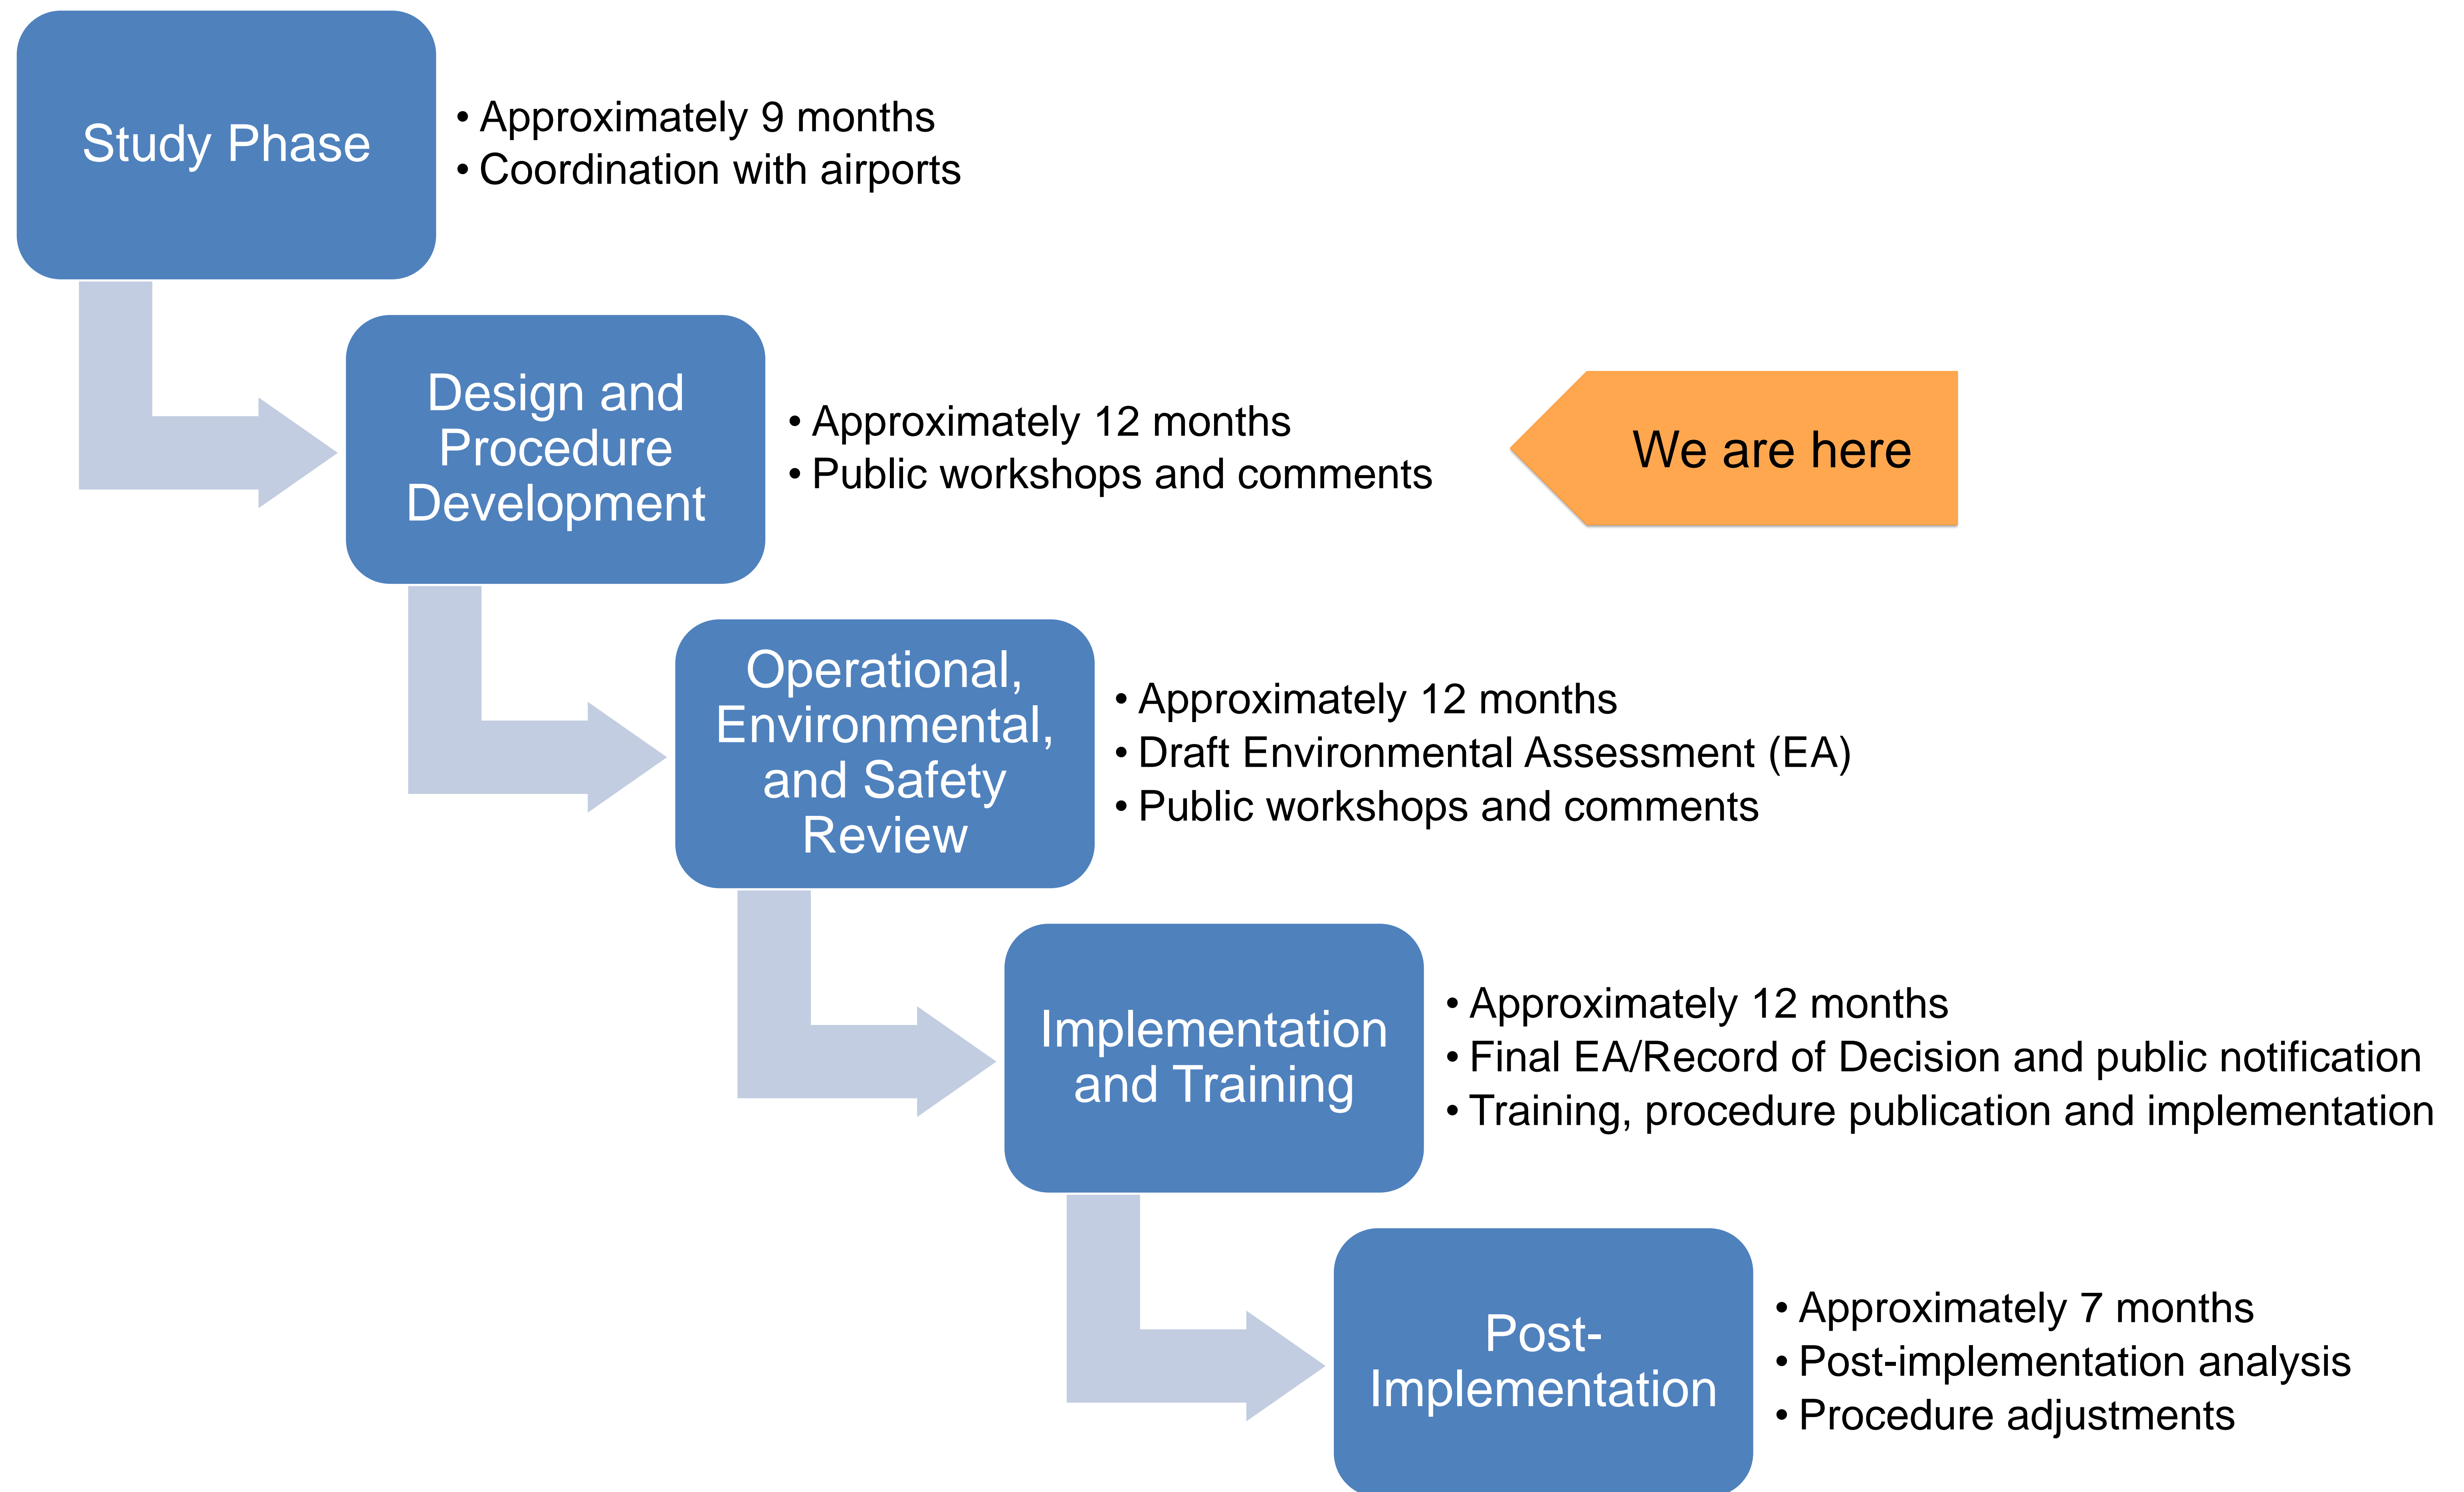 Study Phase
• Approximately 9 months
• Coordination with airports
Design and
Procedure
Development
• Approximately 12 months
• Public workshops and comments
We are here
Operational,
Environmental,
and Safety
Review
• Approximately 12 months
• Draft Environmental Assessment (EA)
• Public workshops and comments
Implementation
and Training
• Approximately 12 months
• Final EA/Record of Decision and public notification
• Training, procedure publication and implementation
Post-
Implementation
• Approximately 7 months
• Post-implementation analysis
• Procedure adjustments